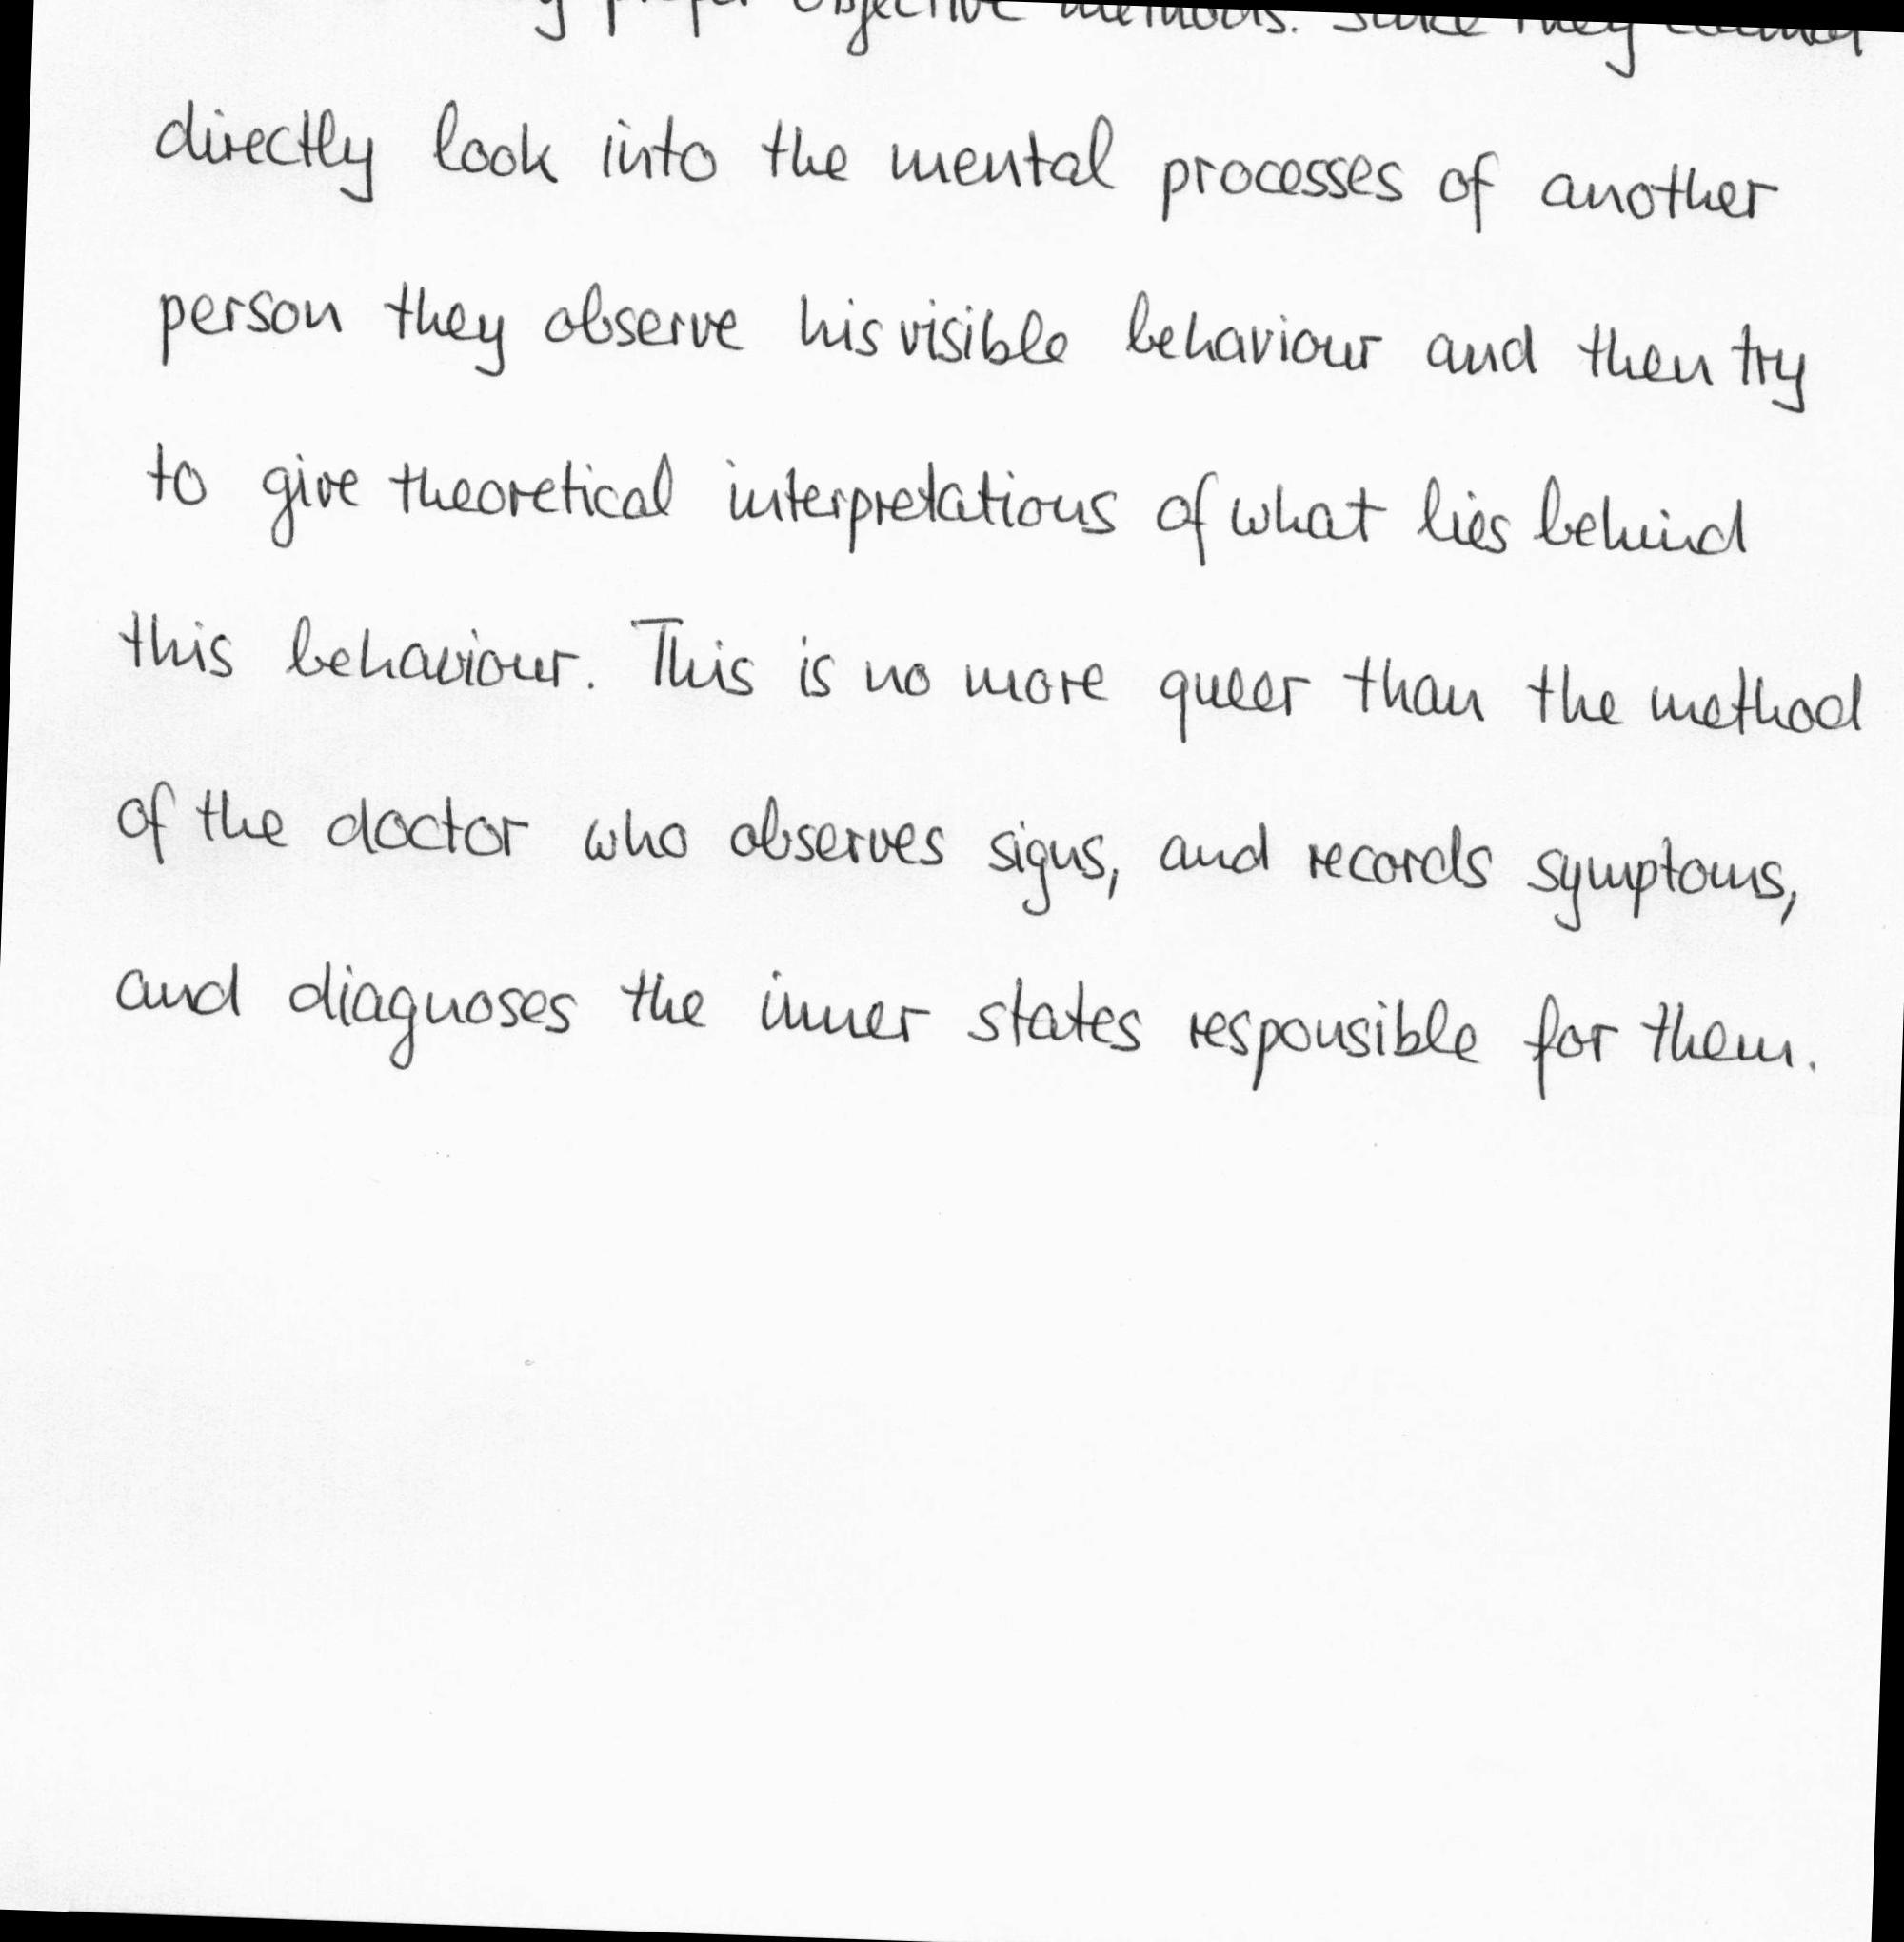 prefer objective methods. Since they cannot
directly look into the mental processes of another
person they observe his visible behaviour and then try
to give theoretical interpretations of what lies behind
this behaviour. This is no more queer than the method
of the doctor who observes signs, and records symptoms,
and diagnoses the inner states responsible for them.